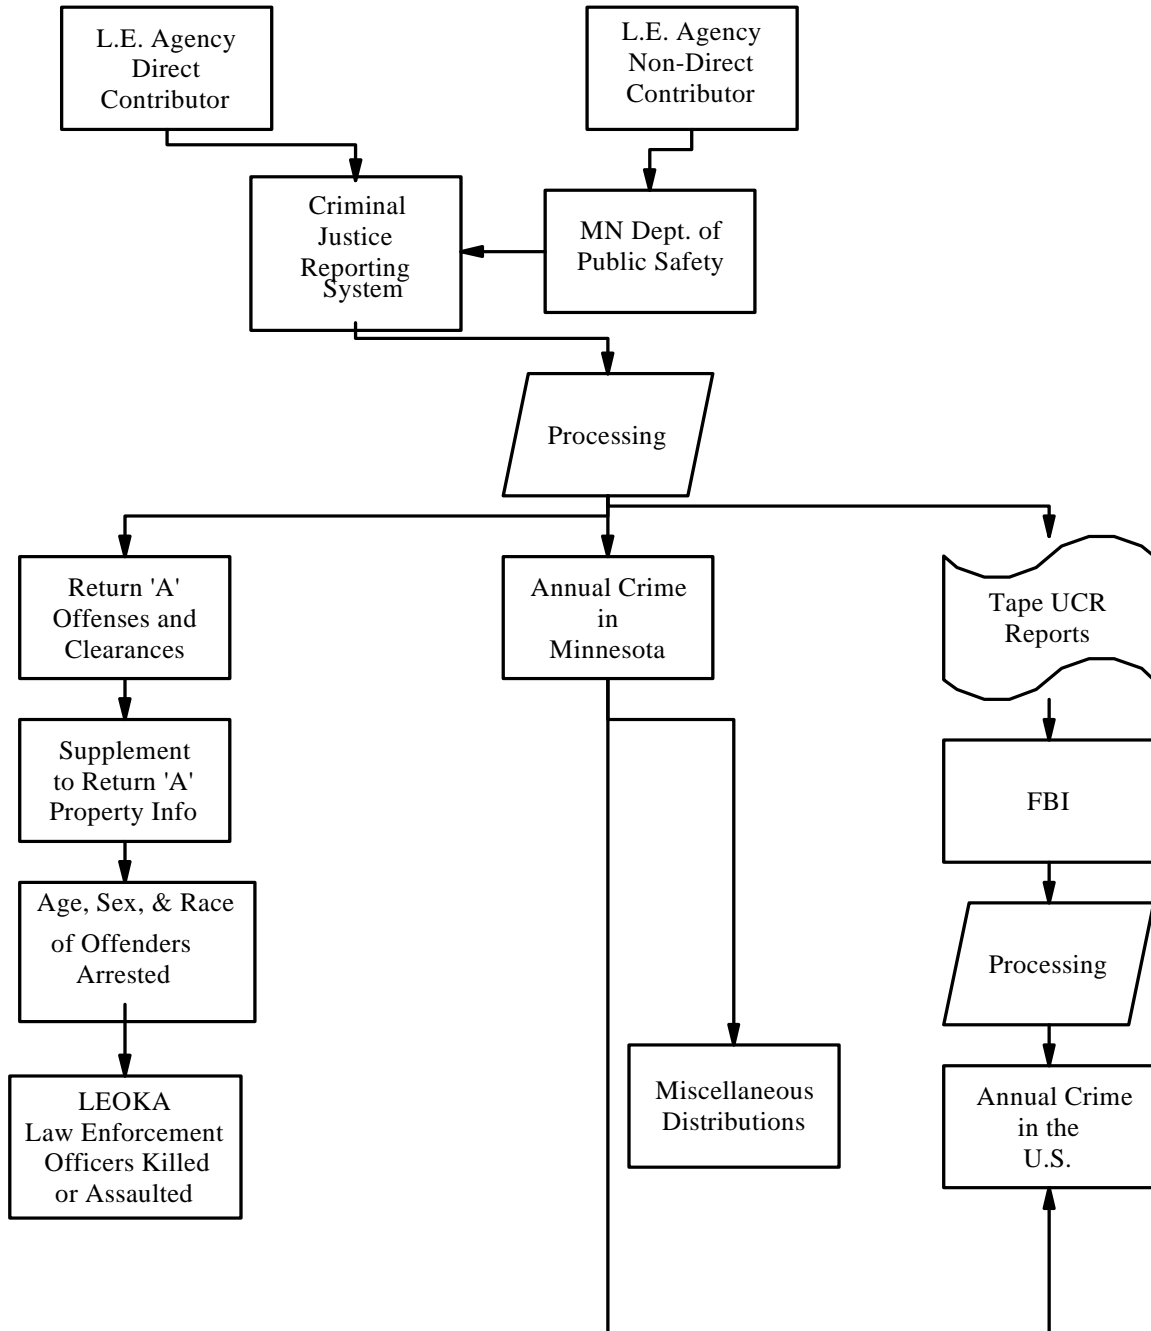 L.E. Agency
Direct
Contributor
L.E. Agency
Non-Direct
Contributor
Criminal
Justice
Reporting
System
MN Dept. of
Public Safety
Processing
Return 'A'
Offenses and
Clearances
Annual Crime
in
Minnesota
Tape UCR
Reports
Supplement
to Return 'A'
Property Info
FBI
Age, Sex, & Race
of Offenders
Arrested
Processing
Miscellaneous
Distributions
Annual Crime
in the
U.S.
LEOKA
Law Enforcement
Officers Killed
or Assaulted